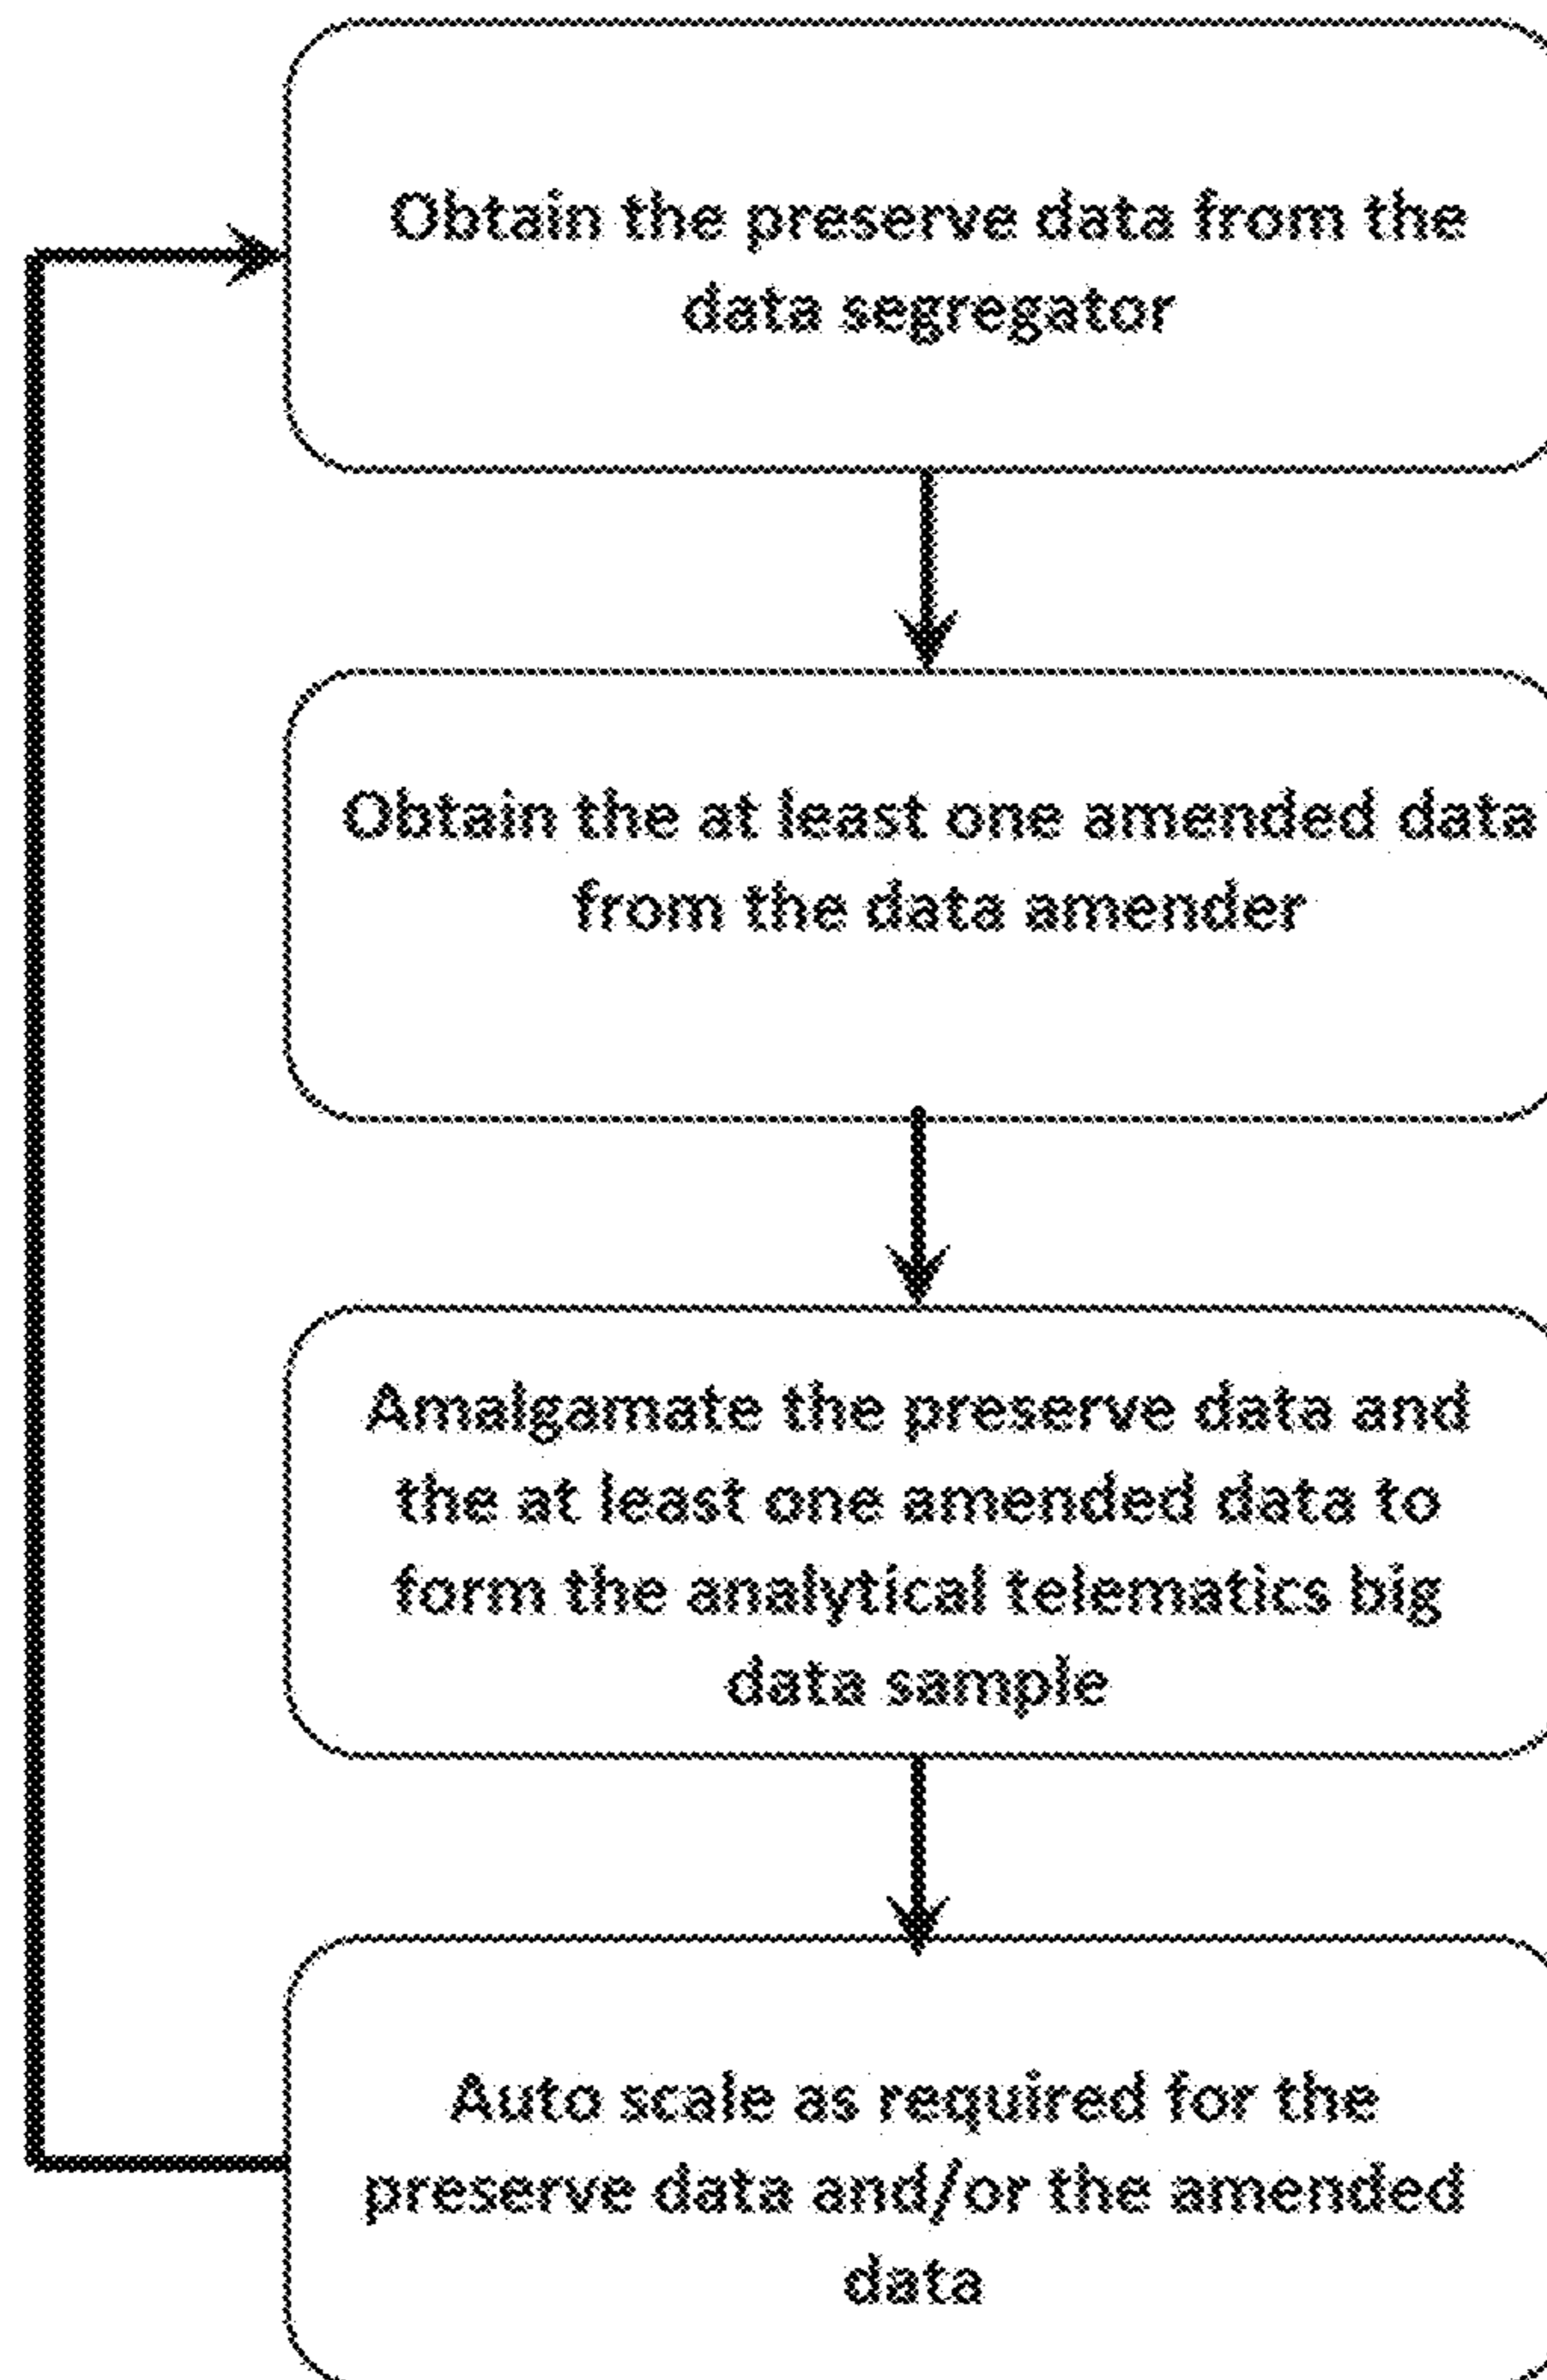 Obtain the preserve data from the
data segregator
Obtain the at least one amended data
from the data amender
Amalgamate the preserve data and
the at least one amended data to
form the analytical telematics big
data sample
Auto scale as required for the
preserve data and/or the amended
data